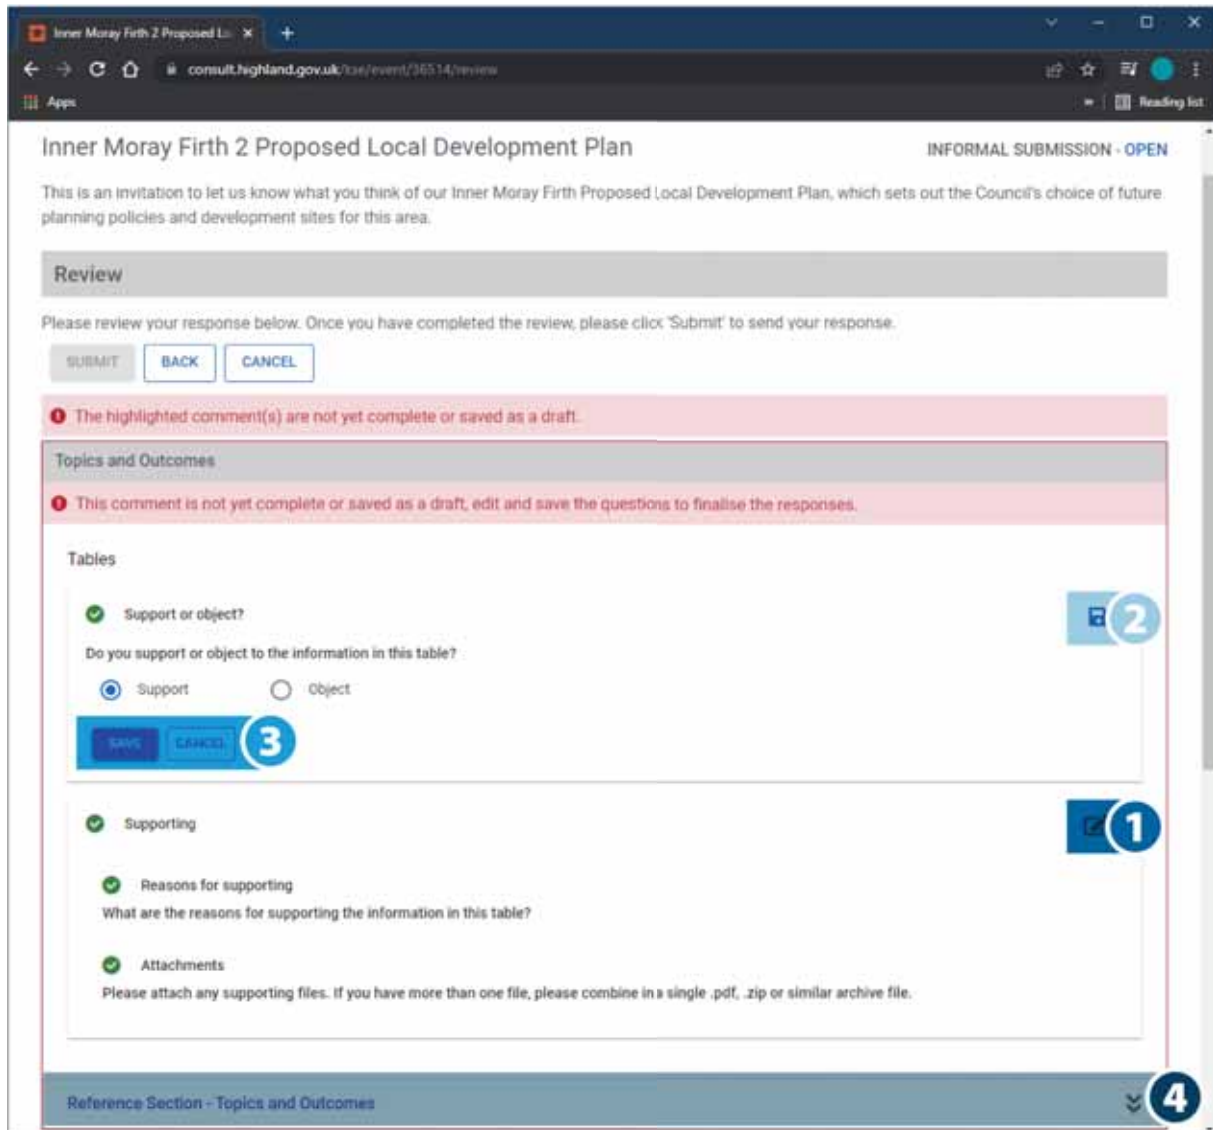 Inner Moray Firth 2 Proposed Lo
consult.highland.gov.uk/kse/event/36514/review
Apps
Reading list
Inner Moray Firth 2 Proposed Local Development Plan
INFORMAL SUBMISSION - OPEN
This is an invitation to let us know what you think of our Inner Moray Firth Proposed Local Development Plan, which sets out the Council's choice of future
planning policies and development sites for this area.
Review
Please review your response below. Once you have completed the review, please click 'Submit' to send your response.
SUBMIT BACK CANCEL
The highlighted comment(s) are not yet complete or saved as a draft.
Topics and Outcomes
This comment is not yet complete or saved as a draft, edit and save the questions to finalise the responses.
Tables
Support or object?
2
Do you support or object to the information in this table?
Support Object
SAVE CANCEL 3
Supporting
1
Reasons for supporting
What are the reasons for supporting the information in this table?
Attachments
Please attach any supporting files. If you have more than one file, please combine in a single .pdf, .zip or similar archive file.
Reference Section - Topics and Outcomes
4